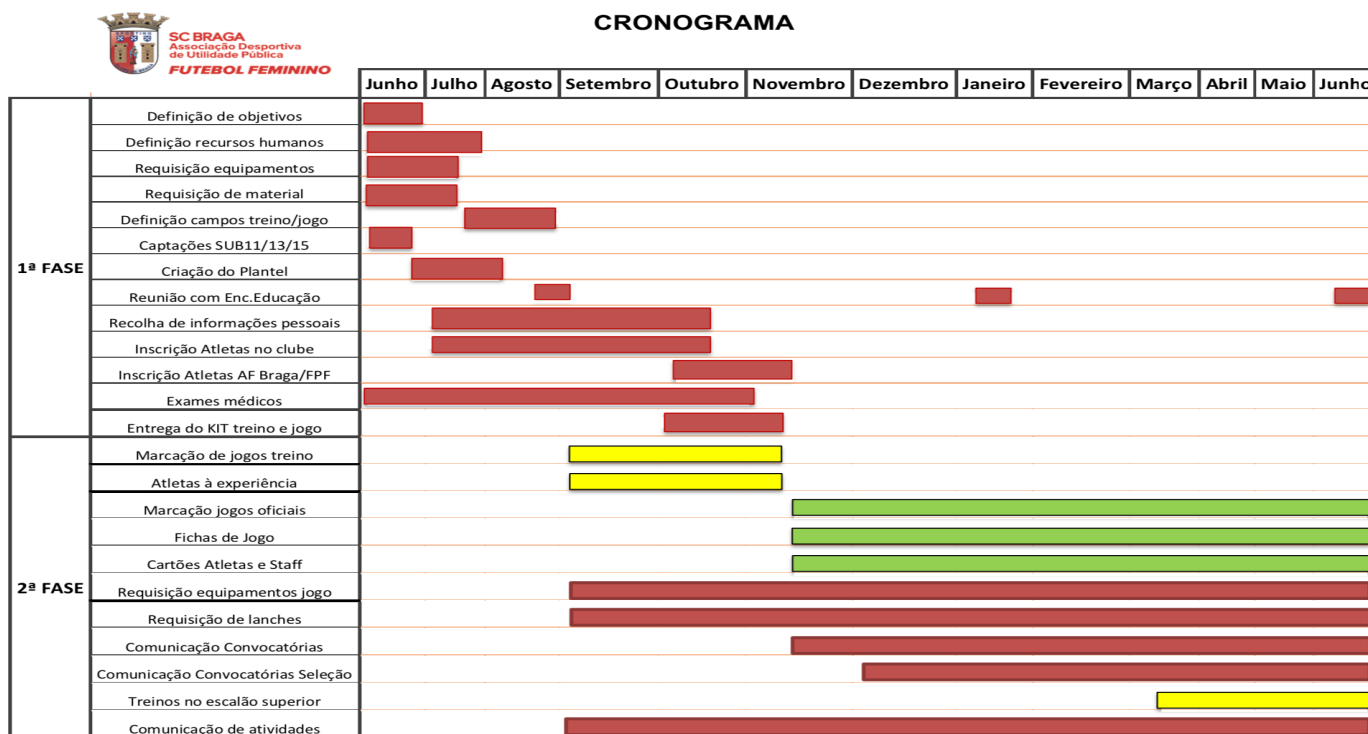 CRONOGRAMA
SC BRAGA
Associação Desportiva
de Utilidade Pública
FUTEBOL FEMININO
Junho Julho Agosto Setembro Outubro Novembro Dezembro Janeiro Fevereiro Março Abril Maio Junho
1ª FASE
Definição de objetivos
Definição recursos humanos
Requisição equipamentos
Requisição de material
Definição campos treino/jogo
Captações SUB11/13/15
Criação do Plantel
Reunião com Enc.Educação
Recolha de informações pessoais
Inscrição Atletas no clube
Inscrição Atletas AF Braga/FPF
Exames médicos
Entrega do KIT treino e jogo
2ª FASE
Marcação de jogos treino
Atletas à experiência
Marcação jogos oficiais
Fichas de Jogo
Cartões Atletas e Staff
Requisição equipamentos jogo
Requisição de lanches
Comunicação Convocatórias
Comunicação Convocatórias Seleção
Treinos no escalão superior
Comunicação de atividades